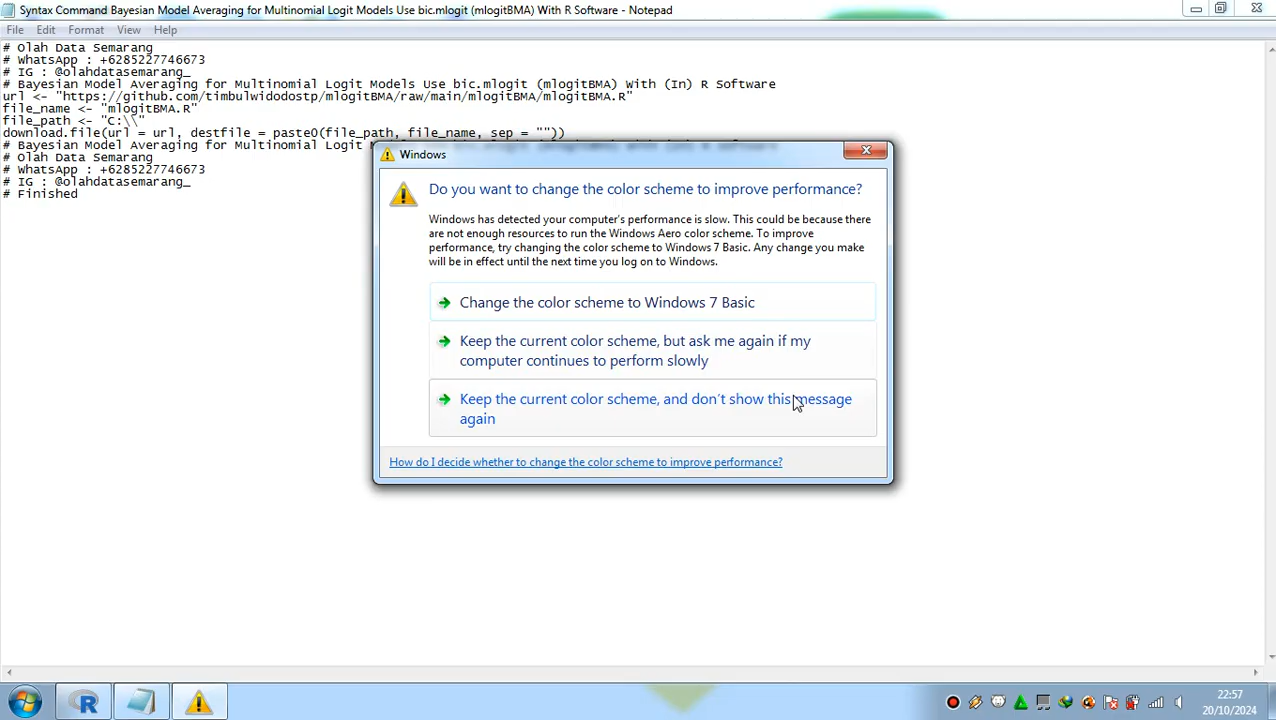 Syntax Command Bayesian Model Averaging for Multinomial Logit Models Use bic.mlogit (mlogitBMA) With R Software - Notepad
File Edit Format View Help
# Olah Data Semarang
# WhatsApp : +6285227746673
# IG : @olahdatasemarang_
# Bayesian Model Averaging for Multinomial Logit Models Use bic.mlogit (mlogitBMA) With (In) R Software
url <- "https://github.com/timbulwidodostp/mlogitBMA/raw/main/mlogitBMA/mlogitBMA.R"
file_name <- "mlogitBMA.R"
file_path <- "C:\\"
download.file(url = url, destfile = paste0(file_path, file_name, sep = ""))
# Bayesian Model Averaging for Multinomial Logit
# Olah Data Semarang
# WhatsApp : +6285227746673
# IG : @olahdatasemarang_
# Finished
Windows
Do you want to change the color scheme to improve performance?
Windows has detected your computer's performance is slow. This could be because there
are not enough resources to run the Windows Aero color scheme. To improve
performance, try changing the color scheme to Windows 7 Basic. Any change you make
will be in effect until the next time you log on to Windows.
Change the color scheme to Windows 7 Basic
Keep the current color scheme, but ask me again if my
computer continues to perform slowly
Keep the current color scheme, and don't show this message
again
How do I decide whether to change the color scheme to improve performance?
R
22:57
20/10/2024